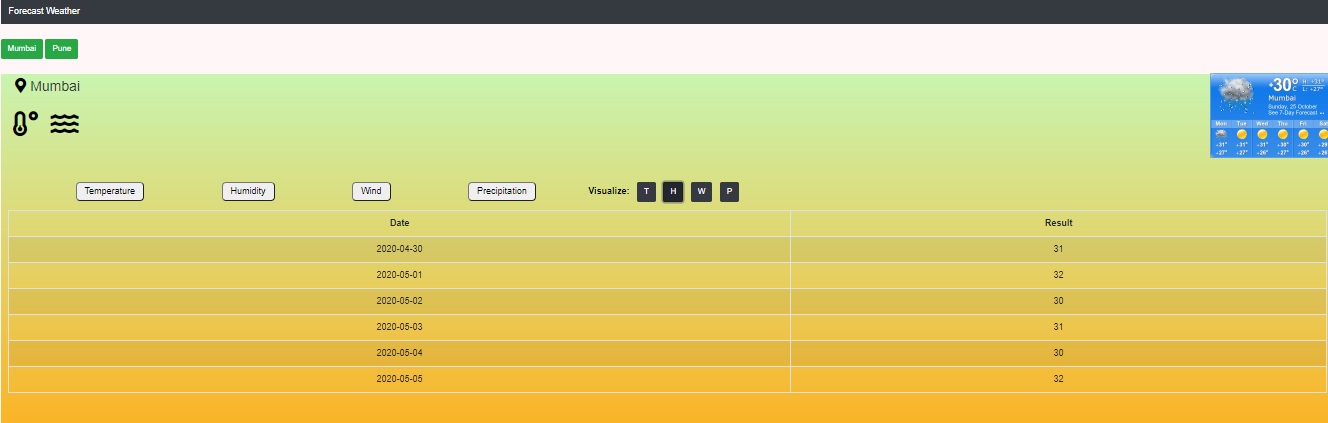 Forecast Weather
Mumbai Pune
Mumbai
+30° C H: +31° L: +27°
Mumbai
Sunday, 25 October
See 7-Day Forecast
Mon Tue Wed Thu Fri Sat
+31° +31° +31° +30° +30° +29
+27° +27° +26° +27° +26° +26
Temperature Humidity Wind Precipitation Visualize: T H W P
Date Result
2020-04-30 31
2020-05-01 32
2020-05-02 30
2020-05-03 31
2020-05-04 30
2020-05-05 32